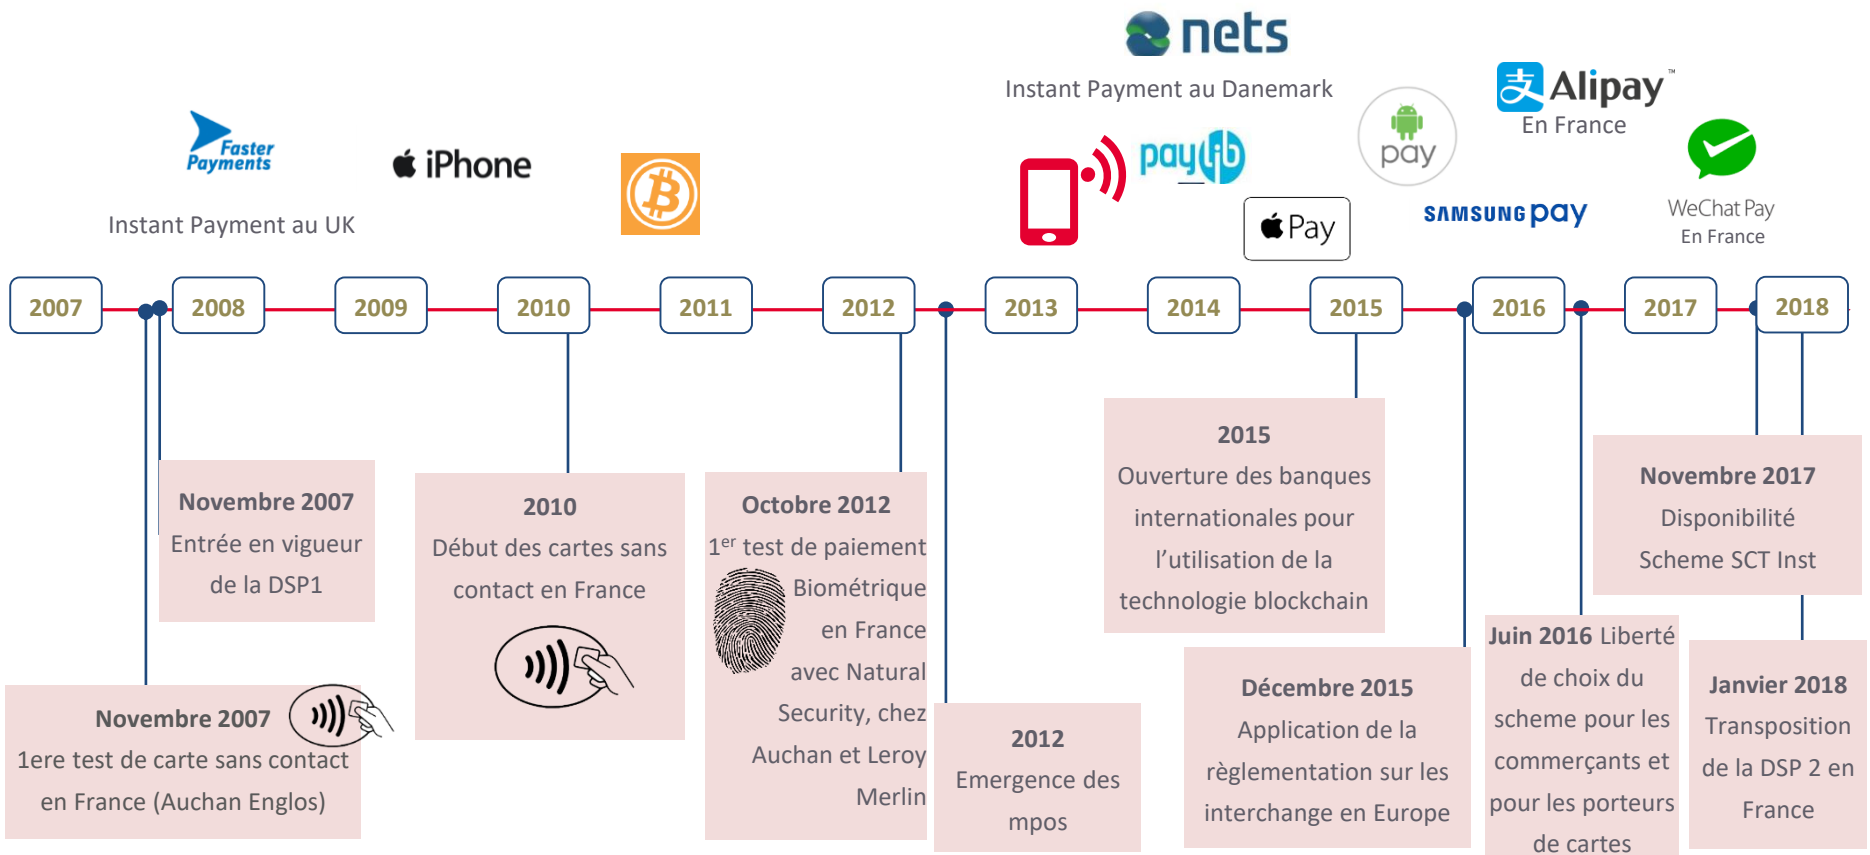 nets
Instant Payment au Danemark
Alipay™
En France
Faster
Payments
iPhone
paylib
pay
Pay
SAMSUNG pay
WeChat Pay
En France
Instant Payment au UK
2007
2008
2009
2010
2011
2012
2013
2014
2015
2016
2017
2018
Novembre 2007
Entrée en vigueur
de la DSP1
Novembre 2007
1ere test de carte sans contact
en France (Auchan Englos)
2010
Début des cartes sans
contact en France
Octobre 2012
1er test de paiement
Biométrique
en France
avec Natural
Security, chez
Auchan et Leroy
Merlin
2012
Emergence des
mpos
2015
Ouverture des banques
internationales pour
l’utilisation de la
technologie blockchain
Décembre 2015
Application de la
règlementation sur les
interchange en Europe
Juin 2016 Liberté
de choix du
scheme pour les
commerçants et
pour les porteurs
de cartes
Novembre 2017
Disponibilité
Scheme SCT Inst
Janvier 2018
Transposition
de la DSP 2 en
France